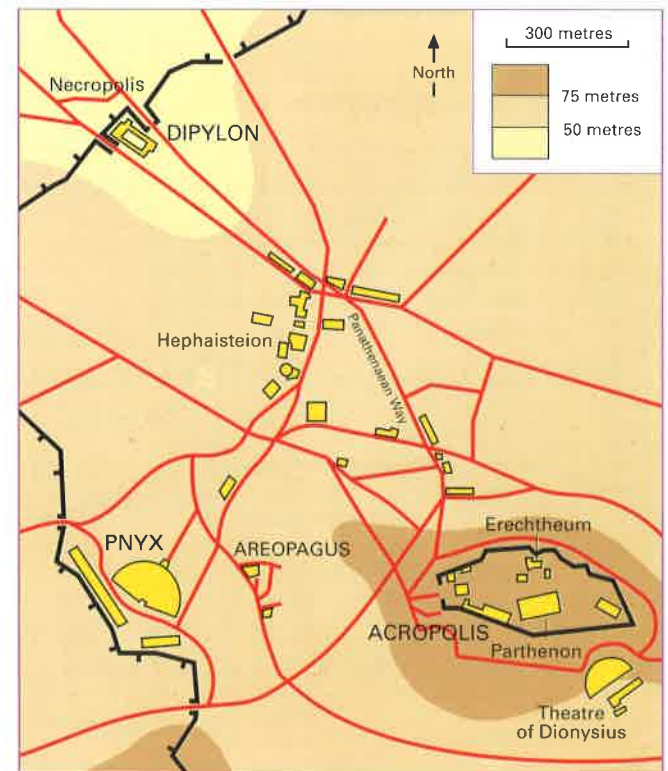 300 metres
North
75 metres
50 metres
Necropolis
DIPYLON
Hephaisteion
Panathenaean Way
Erechtheum
PNYX
AREOPAGUS
ACROPOLIS
Parthenon
Theatre
of Dionysius